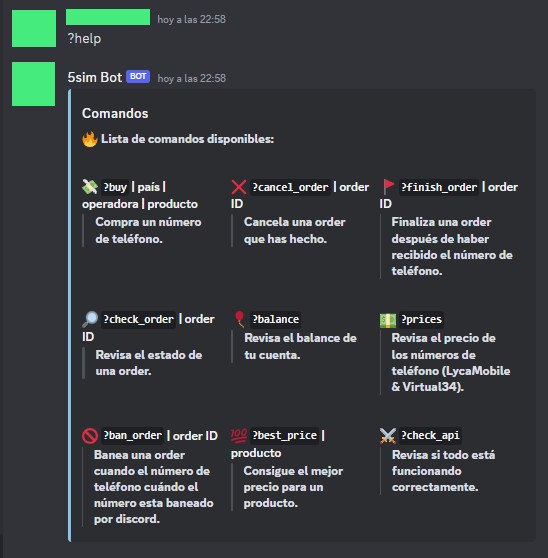 hoy a las 22:58
?help
5sim Bot BOT hoy a las 22:58
Comandos
Lista de comandos disponibles:
?buy | país |
operadora | producto
Compra un número
de teléfono.
?cancel_order | order
ID
Cancela una order
que has hecho.
?finish_order | order
ID
Finaliza una order
después de haber
recibido el número de
teléfono.
?check_order | order
ID
Revisa el estado de
una order.
?balance
Revisa el balance de
tu cuenta.
?prices
Revisa el precio de
los números de
teléfono (LycaMobile
& Virtual34).
?ban_order | order ID
Banea una order
cuando el número de
teléfono cuándo el
número esta baneado
por discord.
100 ?best_price |
producto
Consigue el mejor
precio para un
producto.
?check_api
Revisa si todo está
funcionando
correctamente.